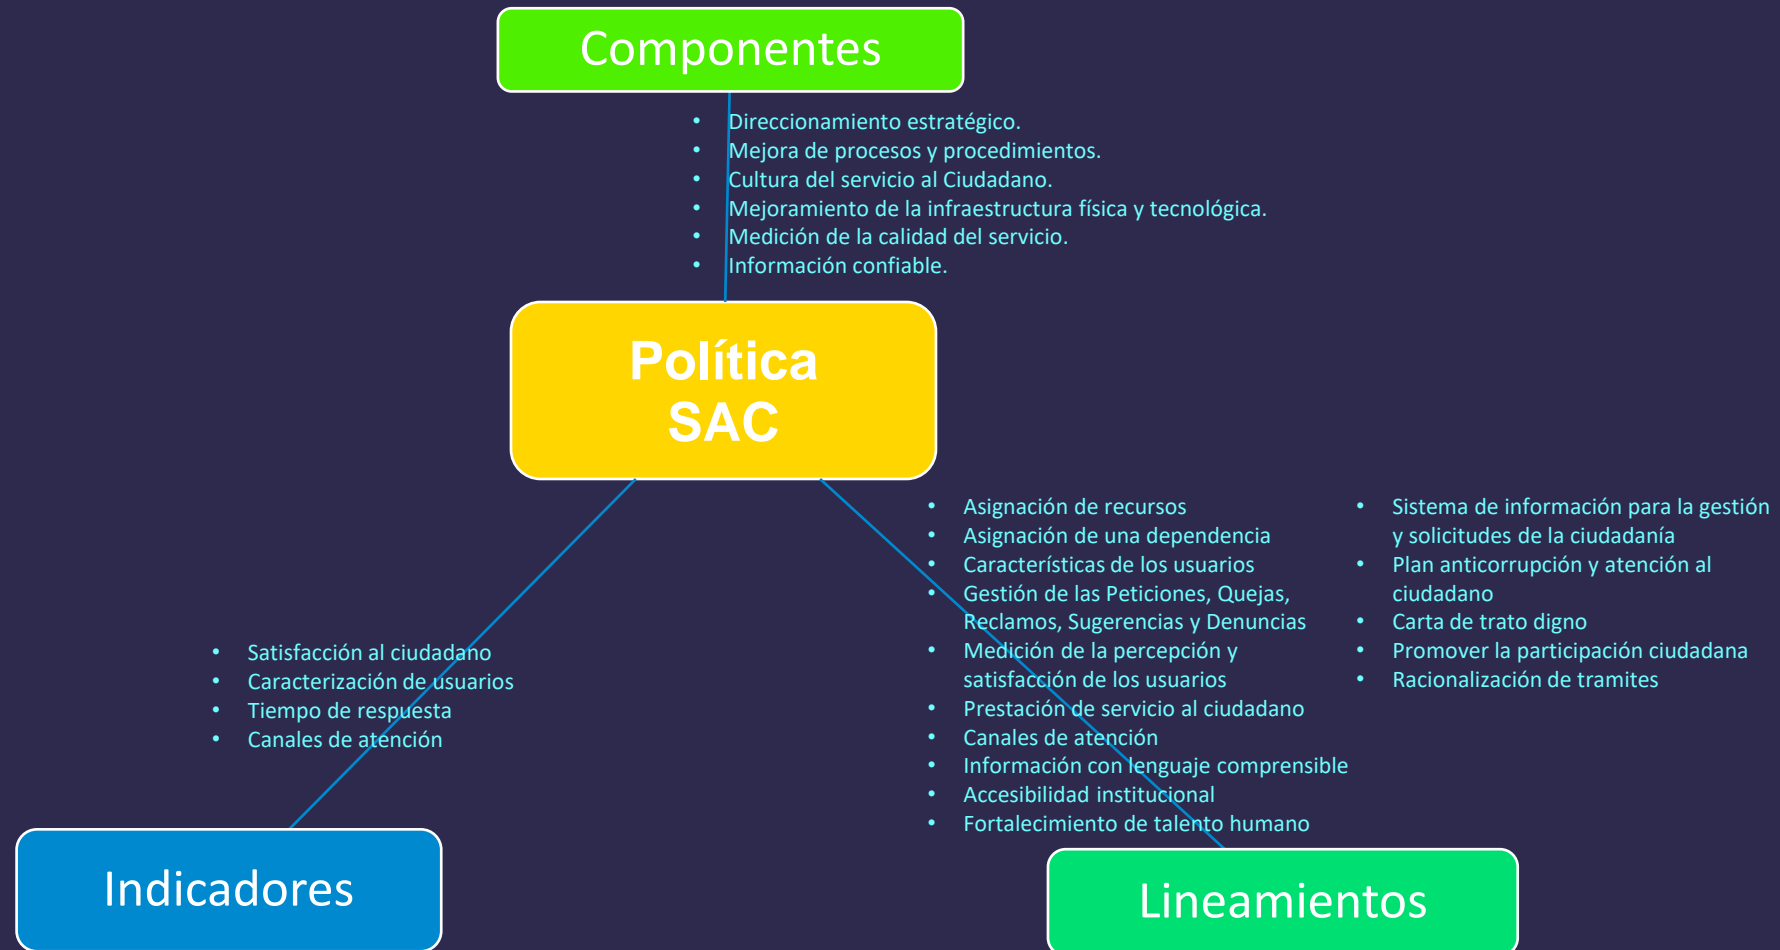 Componentes
• Direccionamiento estratégico.
• Mejora de procesos y procedimientos.
• Cultura del servicio al Ciudadano.
• Mejoramiento de la infraestructura física y tecnológica.
• Medición de la calidad del servicio.
• Información confiable.
Política
SAC
• Asignación de recursos
• Asignación de una dependencia
• Características de los usuarios
• Gestión de las Peticiones, Quejas,
Reclamos, Sugerencias y Denuncias
• Medición de la percepción y
satisfacción de los usuarios
• Prestación de servicio al ciudadano
• Canales de atención
• Información con lenguaje comprensible
• Accesibilidad institucional
• Fortalecimiento de talento humano
• Sistema de información para la gestión
y solicitudes de la ciudadanía
• Plan anticorrupción y atención al
ciudadano
• Carta de trato digno
• Promover la participación ciudadana
• Racionalización de tramites
• Satisfacción al ciudadano
• Caracterización de usuarios
• Tiempo de respuesta
• Canales de atención
Indicadores
Lineamientos